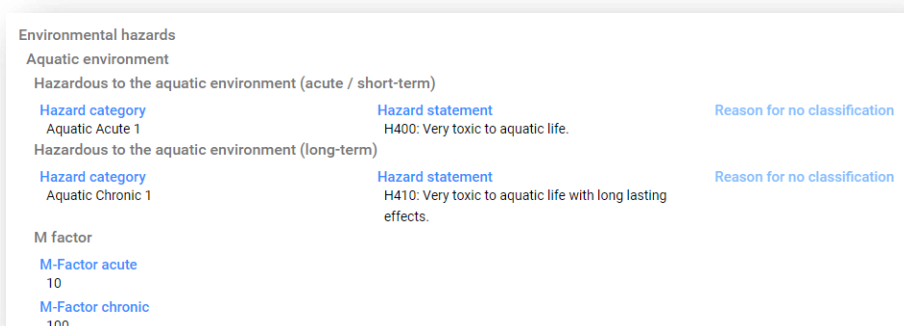 Environmental hazards
Aquatic environment
Hazardous to the aquatic environment (acute / short-term)
Hazard category Hazard statement Reason for no classification
Aquatic Acute 1 H400: Very toxic to aquatic life.
Hazardous to the aquatic environment (long-term)
Hazard category Hazard statement Reason for no classification
Aquatic Chronic 1 H410: Very toxic to aquatic life with long lasting
effects.
M factor
M-Factor acute
10
M-Factor chronic
100